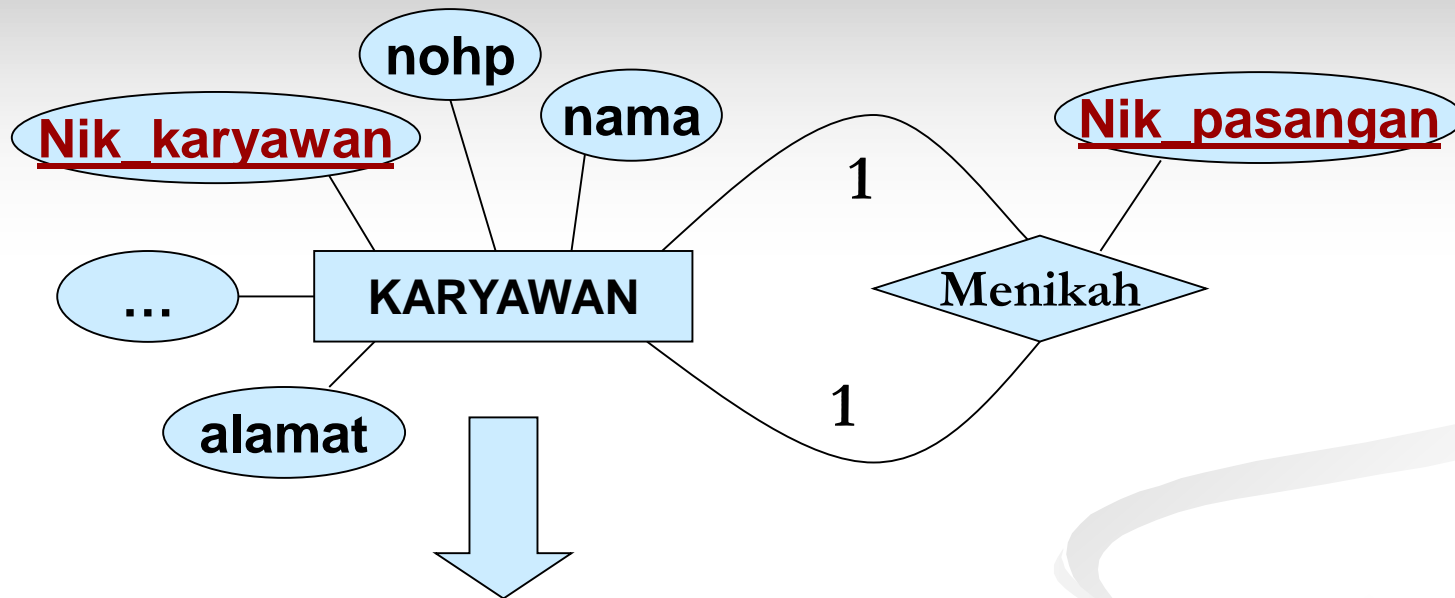 nohp
nama
Nik_karyawan
Nik_pasangan
1
Menikah
KARYAWAN
...
1
alamat